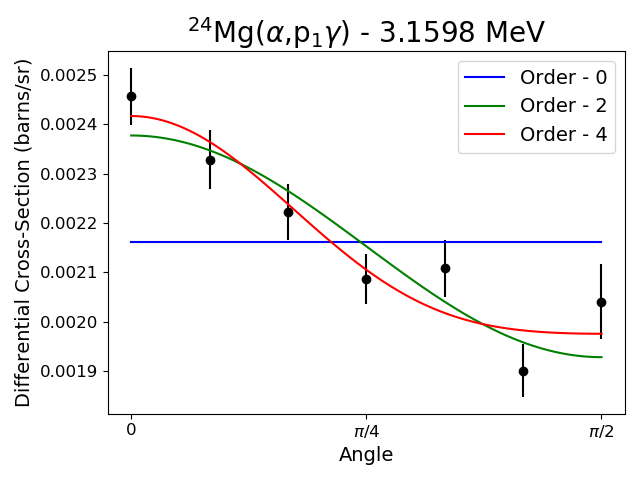 ²⁴Mg(α,p₁γ) - 3.1598 MeV
Differential Cross-Section (barns/sr)
0.0025
0.0024
0.0023
0.0022
0.0021
0.0020
0.0019
Order - 0
Order - 2
Order - 4
0
π/4
π/2
Angle